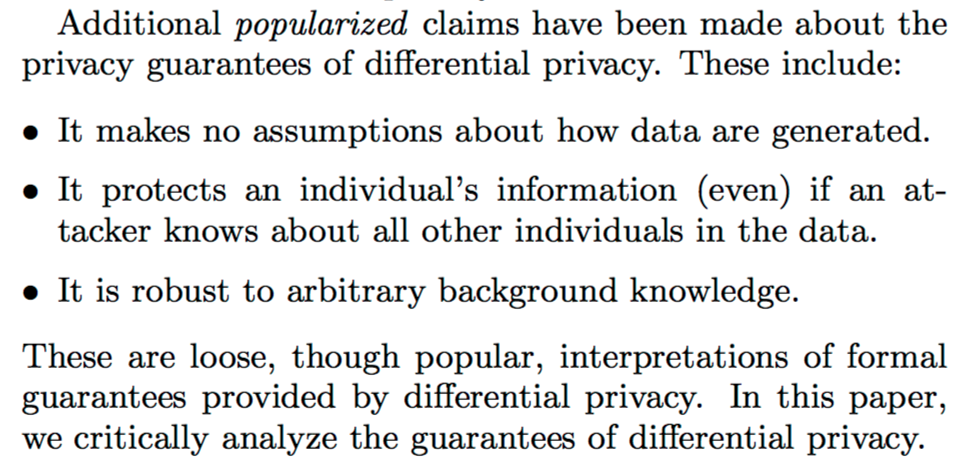 Additional popularized claims have been made about the
privacy guarantees of differential privacy. These include:
• It makes no assumptions about how data are generated.
• It protects an individual's information (even) if an at-
tacker knows about all other individuals in the data.
• It is robust to arbitrary background knowledge.
These are loose, though popular, interpretations of formal
guarantees provided by differential privacy. In this paper,
we critically analyze the guarantees of differential privacy.